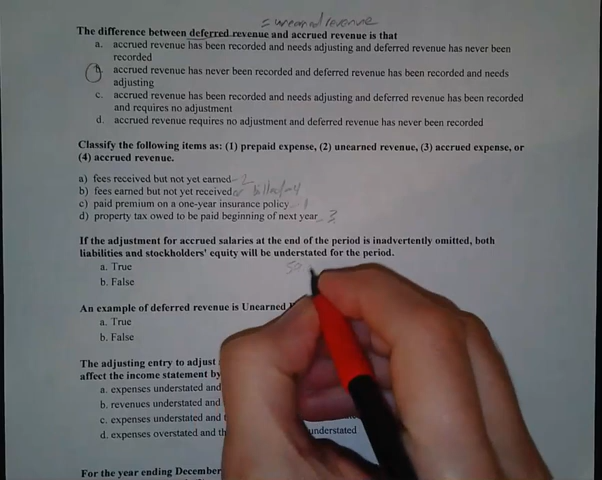 = unearned revenue
The difference between deferred revenue and accrued revenue is that
a. accrued revenue has been recorded and needs adjusting and deferred revenue has never been
recorded
accrued revenue has never been recorded and deferred revenue has been recorded and needs
adjusting
c. accrued revenue has been recorded and needs adjusting and deferred revenue has been recorded
and requires no adjustment
d. accrued revenue requires no adjustment and deferred revenue has never been recorded
Classify the following items as: (1) prepaid expense, (2) unearned revenue, (3) accrued expense, or
(4) accrued revenue.
a) fees received but not yet earned - 2
b) fees earned but not yet received or billed - 4
c) paid premium on a one-year insurance policy - 1
d) property tax owed to be paid beginning of next year - 3
If the adjustment for accrued salaries at the end of the period is inadvertently omitted, both
liabilities and stockholders' equity will be understated for the period.
a. True
b. False
An example of deferred revenue is Unearned
a. True
b. False
The adjusting entry to adjust
affect the income statement by
a. expenses understated and
b. revenues understated and
c. expenses understated and
d. expenses overstated and th understated
For the year ending December